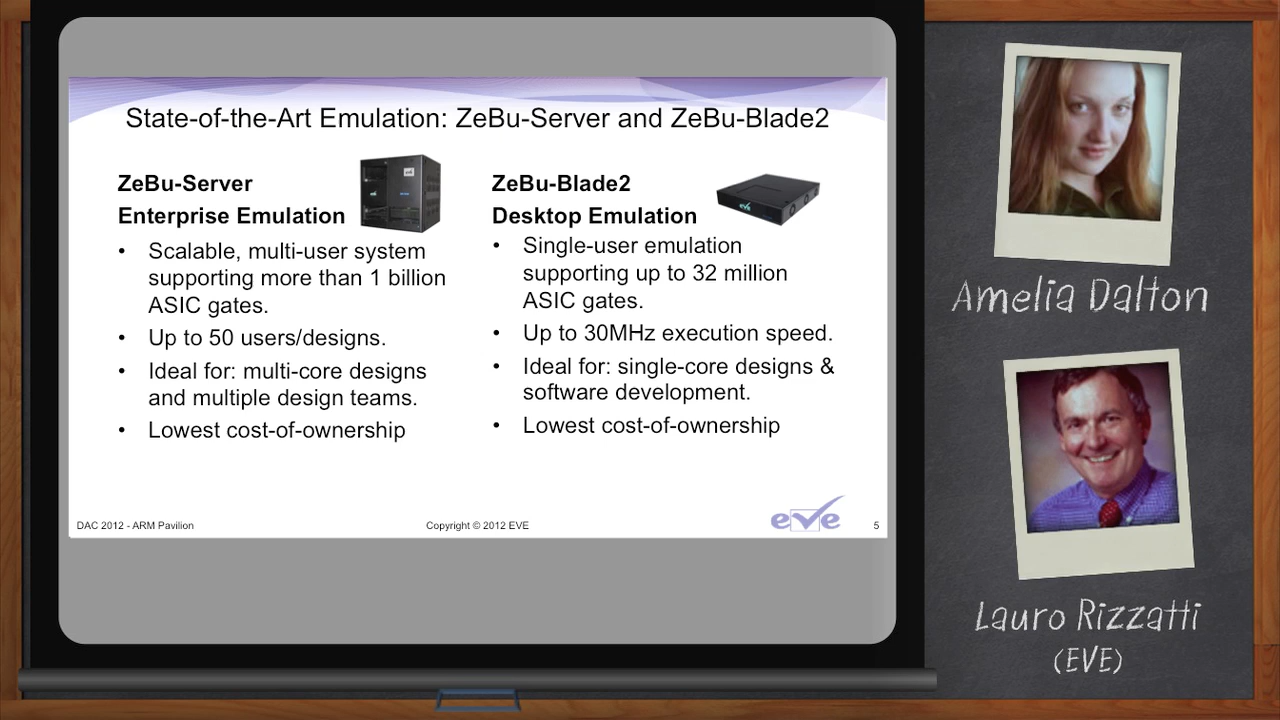 State-of-the-Art Emulation: ZeBu-Server and ZeBu-Blade2
ZeBu-Server
Enterprise Emulation
• Scalable, multi-user system
supporting more than 1 billion
ASIC gates.
• Up to 50 users/designs.
• Ideal for: multi-core designs
and multiple design teams.
• Lowest cost-of-ownership
ZeBu-Blade2
Desktop Emulation
eve
• Single-user emulation
supporting up to 32 million
ASIC gates.
• Up to 30MHz execution speed.
• Ideal for: single-core designs &
software development.
• Lowest cost-of-ownership
DAC 2012 - ARM Pavilion
Copyright © 2012 EVE
eve
5
Amelia Dalton
Lauro Rizzatti
(EVE)